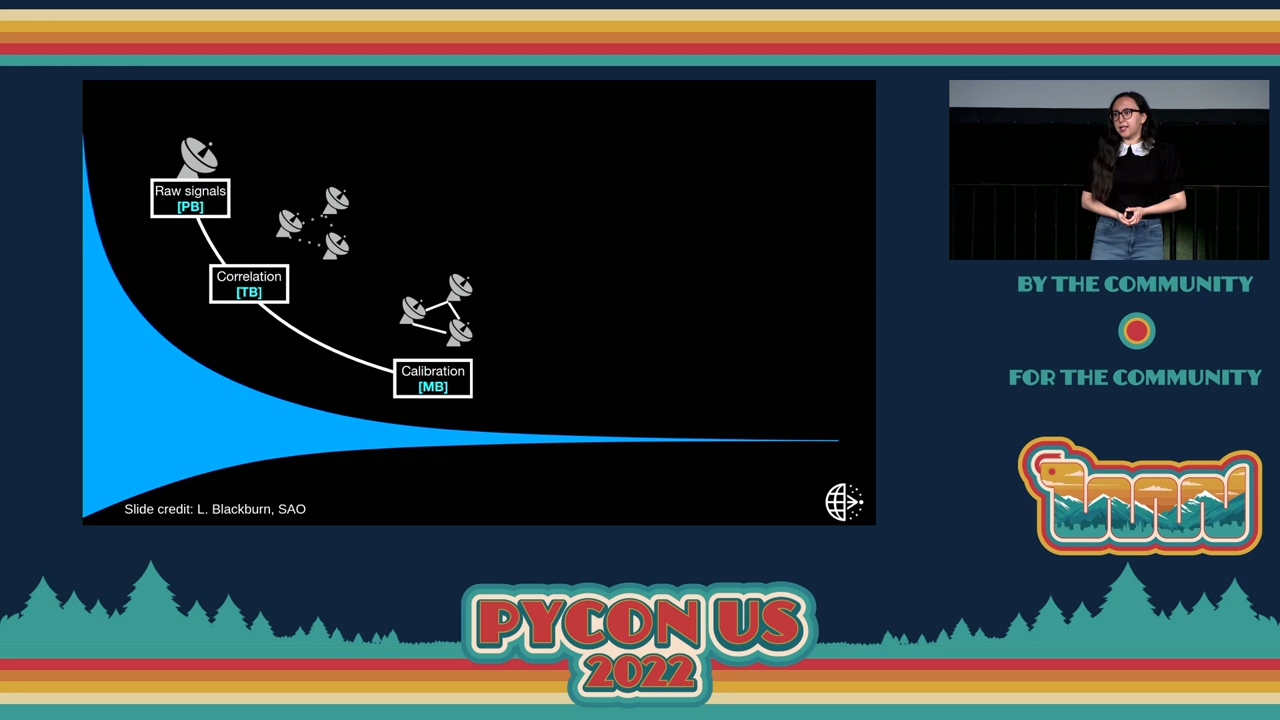 Raw signals
[PB]
Correlation
[TB]
Calibration
[MB]
Slide credit: L. Blackburn, SAO
BY THE COMMUNITY
FOR THE COMMUNITY
PYCON US
2022